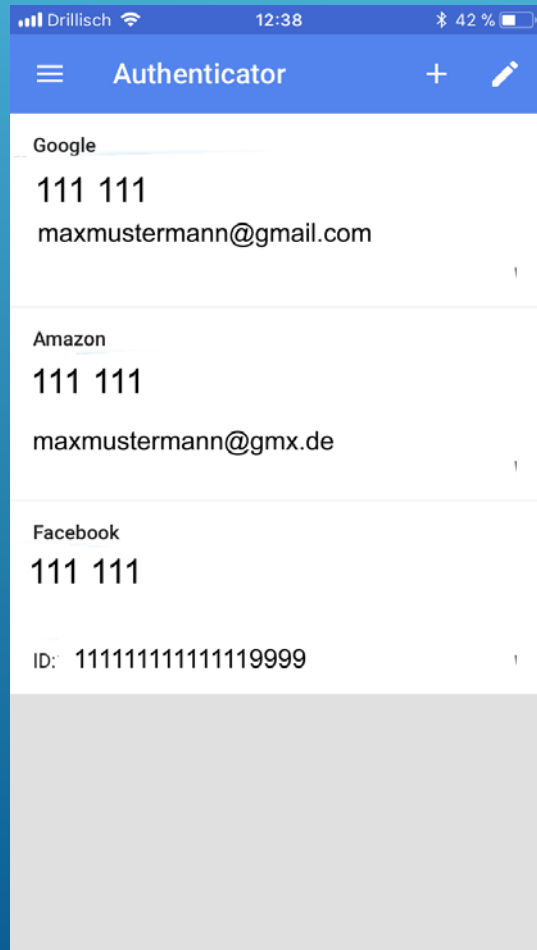 Drillisch 12:38 42 %
Authenticator
Google
111 111
maxmustermann@gmail.com
Amazon
111 111
maxmustermann@gmx.de
Facebook
111 111
ID: 111111111111119999